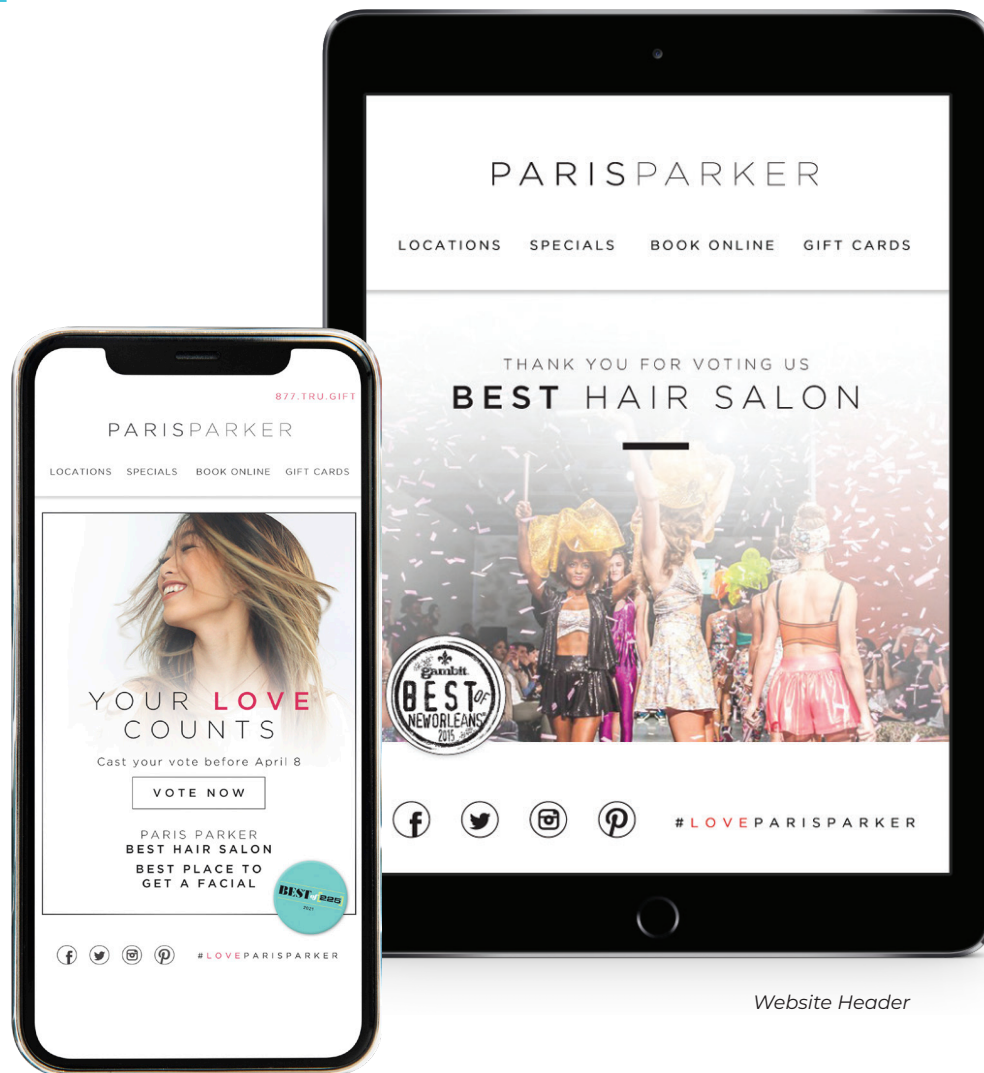 PARISPARKER
LOCATIONS SPECIALS BOOK ONLINE GIFT CARDS
THANK YOU FOR VOTING US
BEST HAIR SALON
gambit
BEST OF
NEW ORLEANS
2015
#LOVEPARISPARKER
877.TRU.GIFT
PARISPARKER
LOCATIONS SPECIALS BOOK ONLINE GIFT CARDS
YOUR LOVE
COUNTS
Cast your vote before April 8
VOTE NOW
PARIS PARKER
BEST HAIR SALON
BEST PLACE TO
GET A FACIAL
BEST of 225
2021
#LOVEPARISPARKER
Website Header